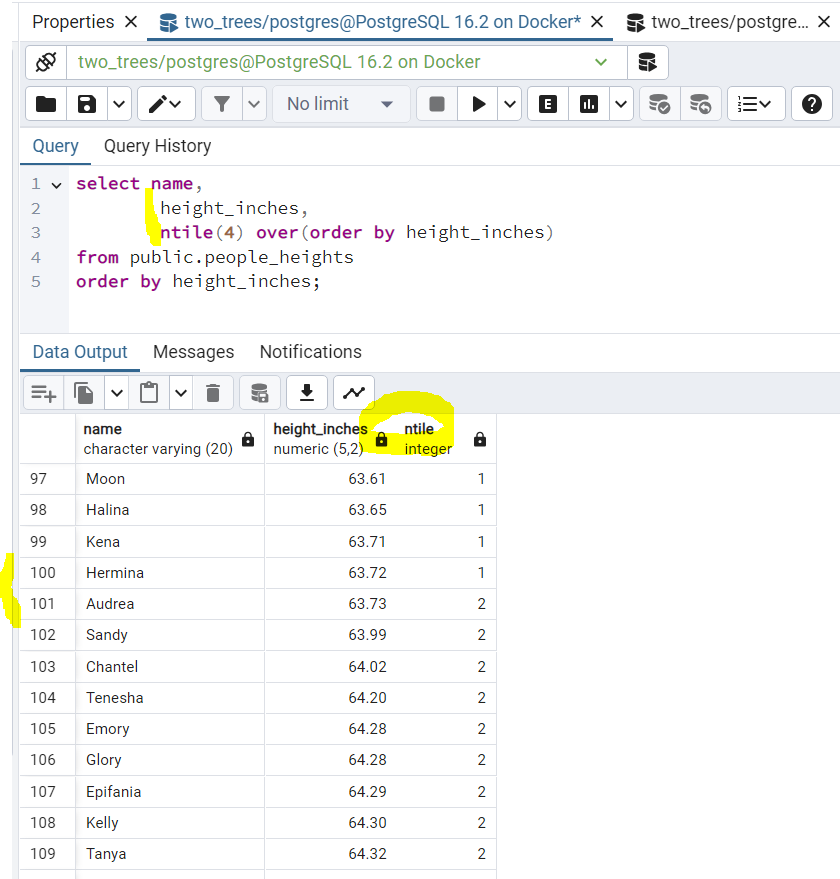 Properties two_trees/postgres@PostgreSQL 16.2 on Docker* two_trees/postgre...
two_trees/postgres@PostgreSQL 16.2 on Docker
No limit E
Query Query History
1 select name,
2 height_inches,
3 ntile(4) over(order by height_inches)
4 from public.people_heights
5 order by height_inches;
Data Output Messages Notifications
name height_inches ntile
character varying (20) numeric (5,2) integer
97 Moon 63.61 1
98 Halina 63.65 1
99 Kena 63.71 1
100 Hermina 63.72 1
101 Audrea 63.73 2
102 Sandy 63.99 2
103 Chantel 64.02 2
104 Tenesha 64.20 2
105 Emory 64.28 2
106 Glory 64.28 2
107 Epifania 64.29 2
108 Kelly 64.30 2
109 Tanya 64.32 2